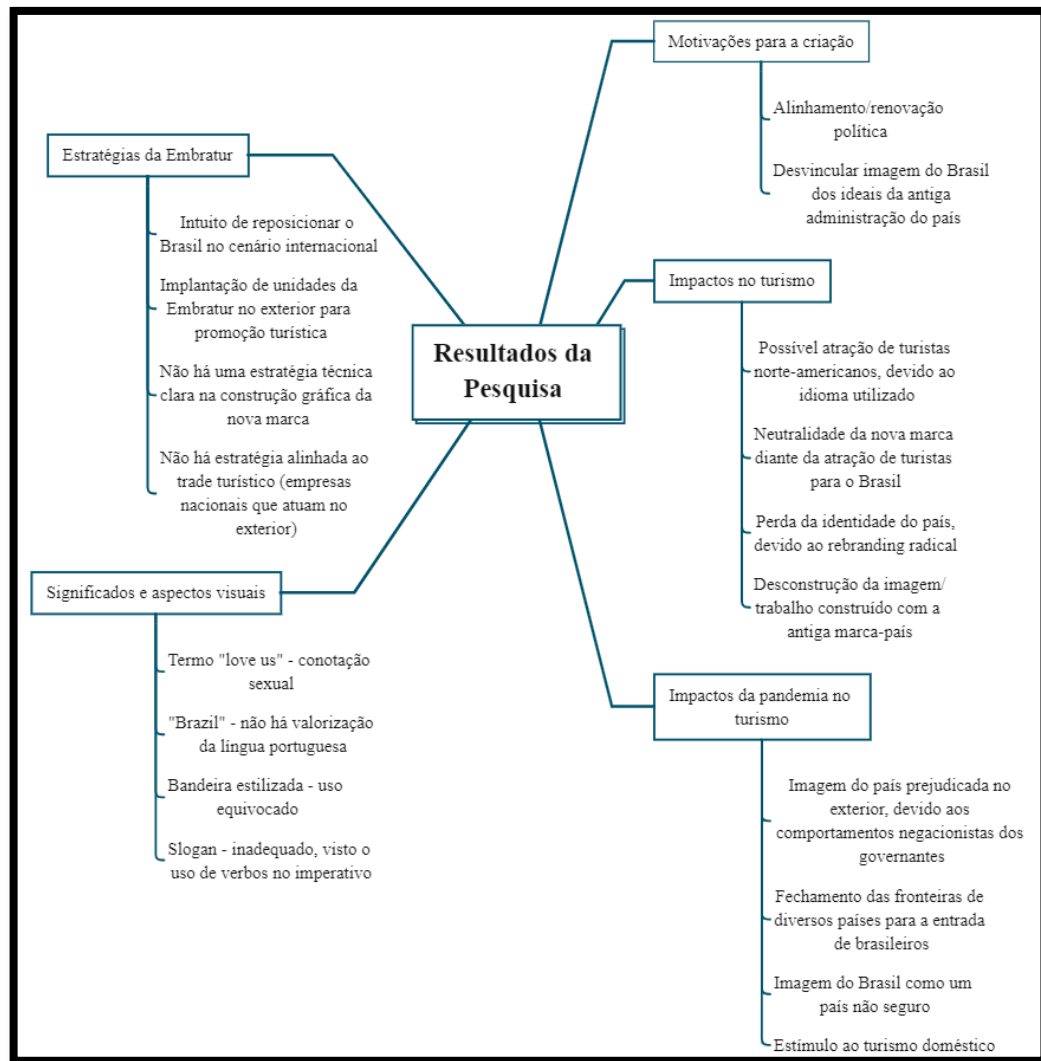 Resultados da
Pesquisa
Motivações para a criação
Alinhamento/renovação
política
Desvincular imagem do Brasil
dos ideais da antiga
administração do país
Estratégias da Embratur
Intuito de reposicionar o
Brasil no cenário internacional
Implantação de unidades da
Embratur no exterior para
promoção turística
Não há uma estratégia técnica
clara na construção gráfica da
nova marca
Não há estratégia alinhada ao
trade turístico (empresas
nacionais que atuam no
exterior)
Impactos no turismo
Possível atração de turistas
norte-americanos, devido ao
idioma utilizado
Neutralidade da nova marca
diante da atração de turistas
para o Brasil
Perda da identidade do país,
devido ao rebranding radical
Desconstrução da imagem/
trabalho construído com a
antiga marca-país
Significados e aspectos visuais
Termo "love us" - conotação
sexual
"Brazil" - não há valorização
da língua portuguesa
Bandeira estilizada - uso
equivocado
Slogan - inadequado, visto o
uso de verbos no imperativo
Impactos da pandemia no
turismo
Imagem do país prejudicada no
exterior, devido aos
comportamentos negacionistas dos
governantes
Fechamento das fronteiras de
diversos países para a entrada
de brasileiros
Imagem do Brasil como um
país não seguro
Estímulo ao turismo doméstico